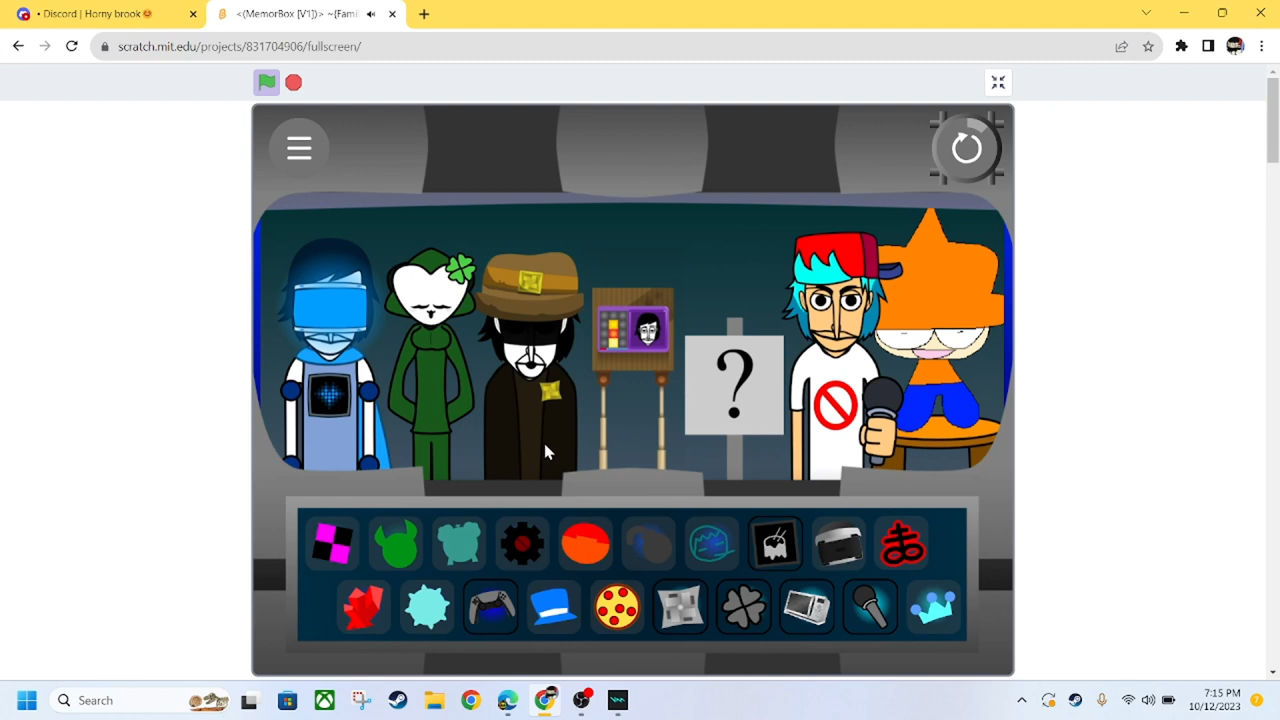 Discord | Horny brook
<(MemorBox [V1])> ~{Fami
scratch.mit.edu/projects/831704906/fullscreen/
?
Search
7:15 PM
10/12/2023
7